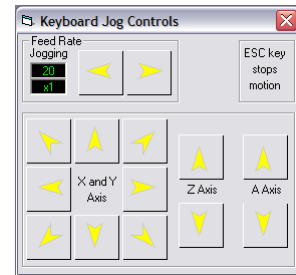 Keyboard Jog Controls
Feed Rate
Jogging
20
x1
ESC key
stops
motion
X and Y
Axis
Z Axis
A Axis